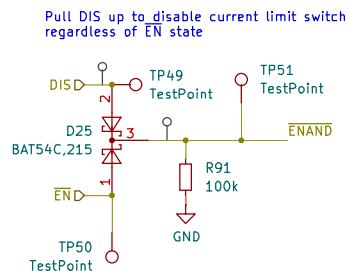 Pull DIS up to disable current limit switch
regardless of EN state
TP49
TestPoint
TP51
TestPoint
DIS
2
D25
BAT54C,215
3
ENAND
1
R91
100k
EN
GND
TP50
TestPoint